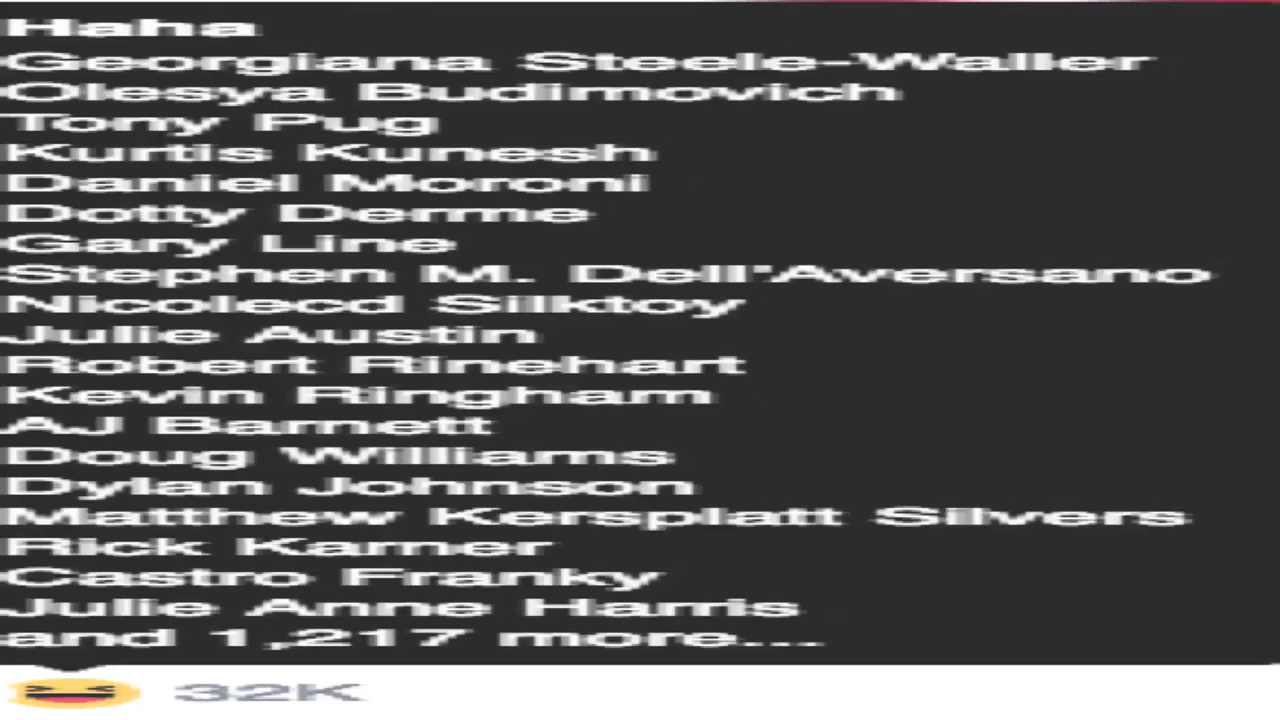 Haha
Georgiana Steele-Waller
Olesya Budimovich
Tony Pug
Kurtis Kunesh
Daniel Moroni
Dotty Derme
Gary Line
Stephen M. Dell'Aversano
Nicolecd Silktoy
Julie Austin
Robert Rinehart
Kevin Ringham
AJ Barnett
Doug Williams
Dylan Johnson
Matthew Kersplatt Silvers
Rick Karner
Castro Franky
Julie Anne Harris
and 1,217 more...
32K